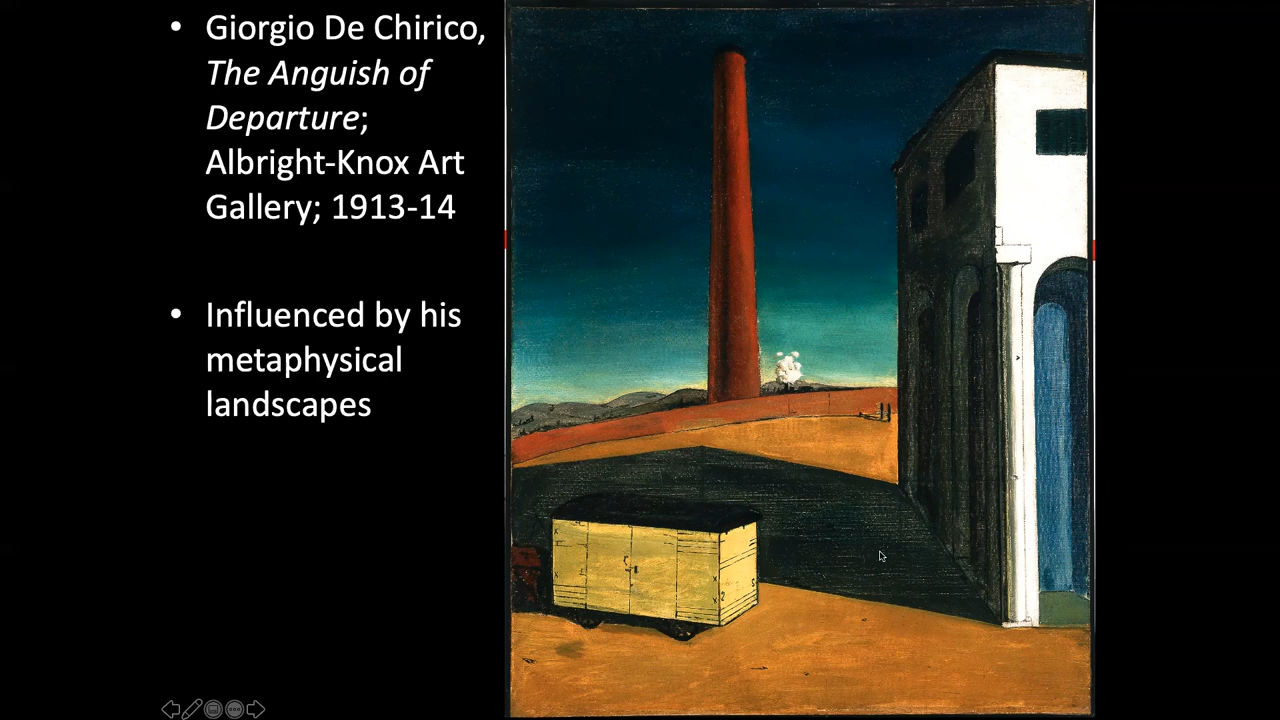 • Giorgio De Chirico,
The Anguish of
Departure;
Albright-Knox Art
Gallery; 1913-14
• Influenced by his
metaphysical
landscapes